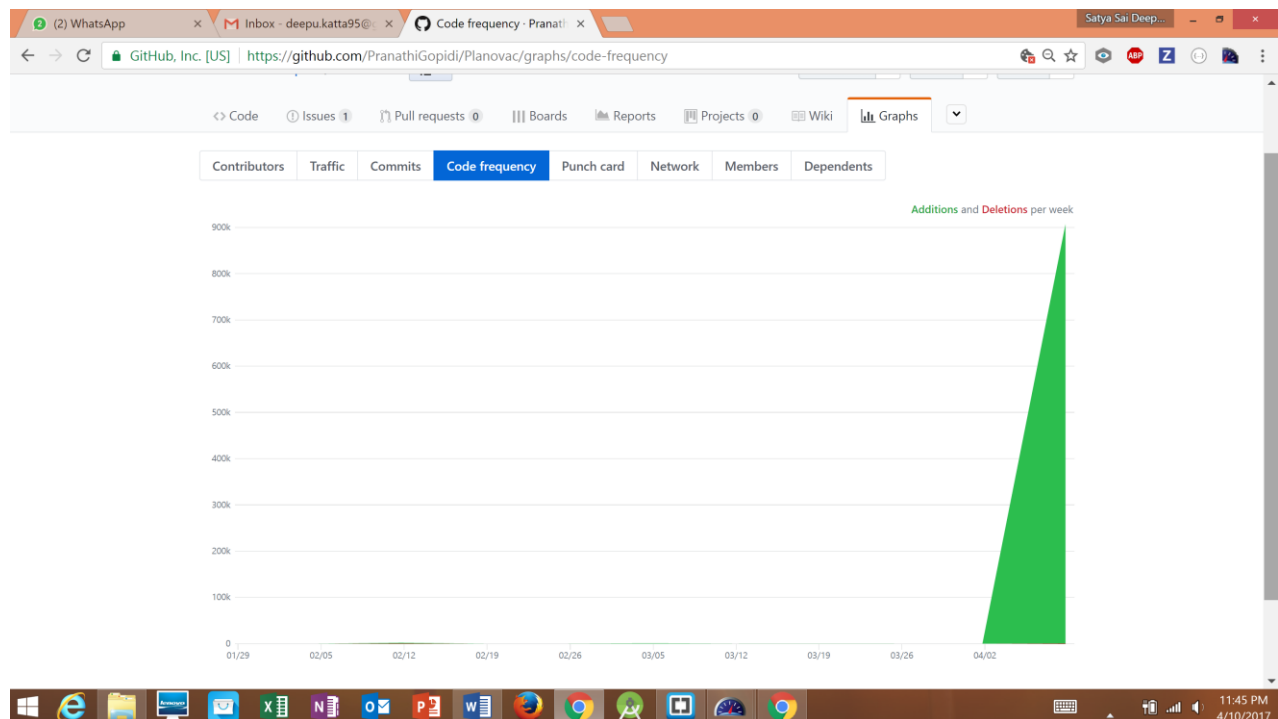 2 (2) WhatsApp
Inbox - deepu.katta95@
Code frequency · Pranath
Satya Sai Deep...
GitHub, Inc. [US] https://github.com/PranathiGopidi/Planovac/graphs/code-frequency
ABP Z
Code Issues 1 Pull requests 0 Boards Reports Projects 0 Wiki Graphs
Contributors Traffic Commits Code frequency Punch card Network Members Dependents
Additions and Deletions per week
900k
800k
700k
600k
500k
400k
300k
200k
100k
0
01/29 02/05 02/12 02/19 02/26 03/05 03/12 03/19 03/26 04/02
11:45 PM
4/10/2017